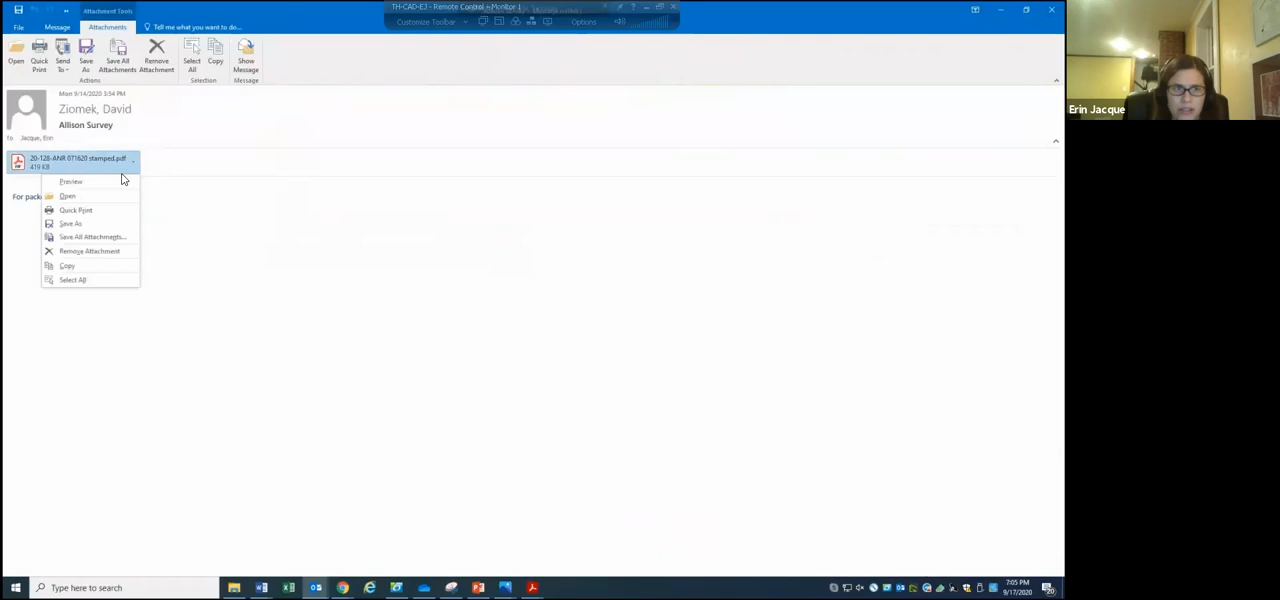 Attachment Tools
TH-CAD-EJ - Remote Control - Monitor 1
File Message Attachments Tell me what you want to do...
Customize Toolbar Options
Open Quick Print Send To Save As Save All Attachments Remove Attachment Select All Copy Show Message
Actions Selection Message
Mon 9/14/2020 3:54 PM
Ziomek, David
Allison Survey
To Jacque, Erin
20-128-ANR 071620 stamped.pdf
419 KB
Preview
For pack
Open
Quick Print
Save As
Save All Attachments...
Remove Attachment
Copy
Select All
Erin Jacque
Type here to search
7:05 PM
9/17/2020
20